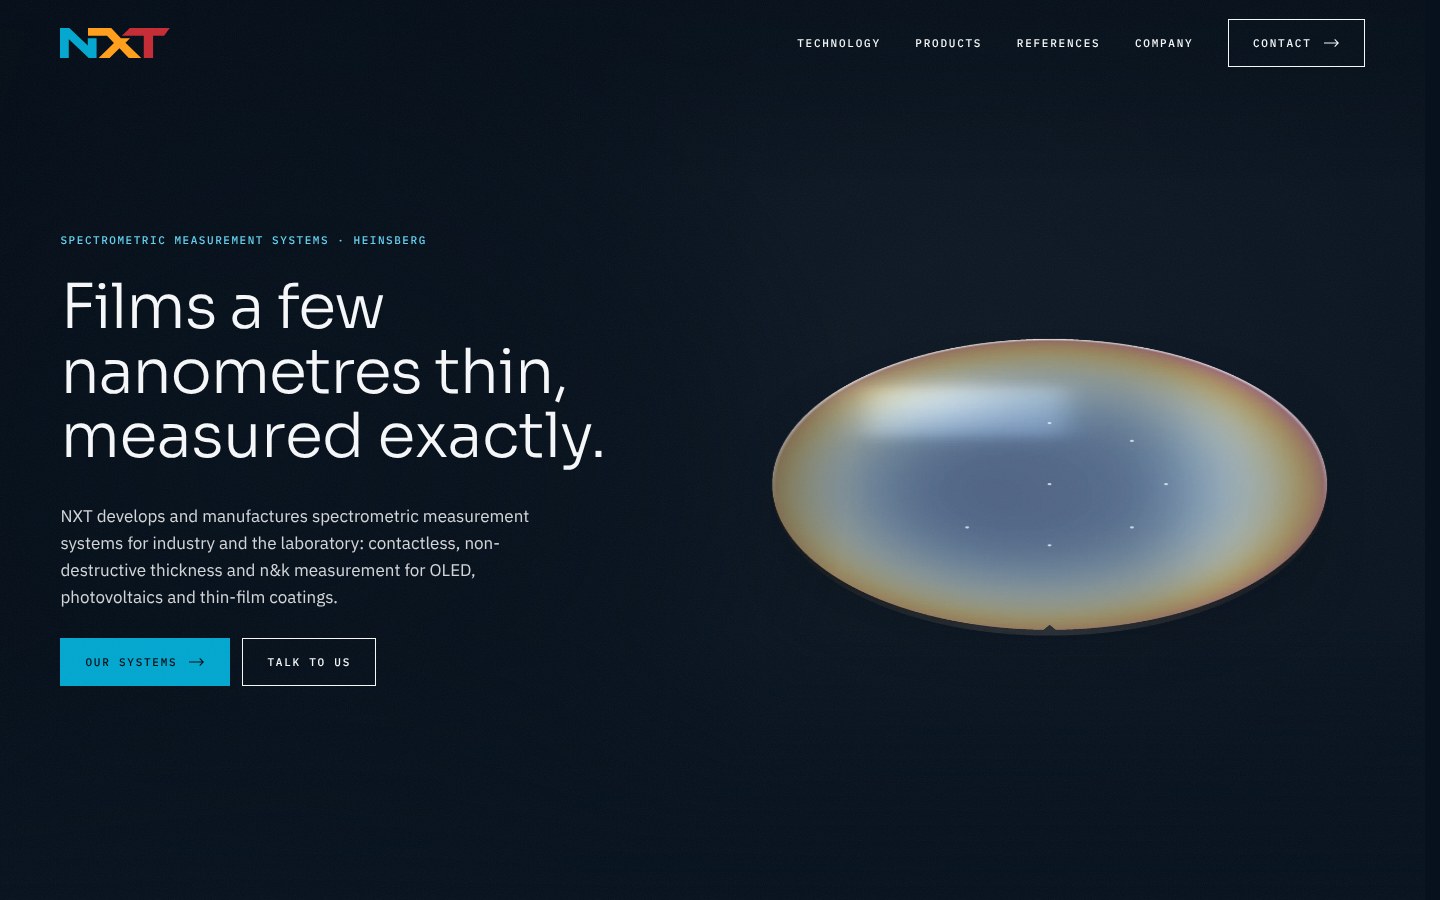 NXT
TECHNOLOGY
PRODUCTS
REFERENCES
COMPANY
CONTACT
SPECTROMETRIC MEASUREMENT SYSTEMS · HEINSBERG
Films a few
nanometres thin,
measured exactly.
NXT develops and manufactures spectrometric measurement
systems for industry and the laboratory: contactless, non-
destructive thickness and n&k measurement for OLED,
photovoltaics and thin-film coatings.
OUR SYSTEMS
TALK TO US